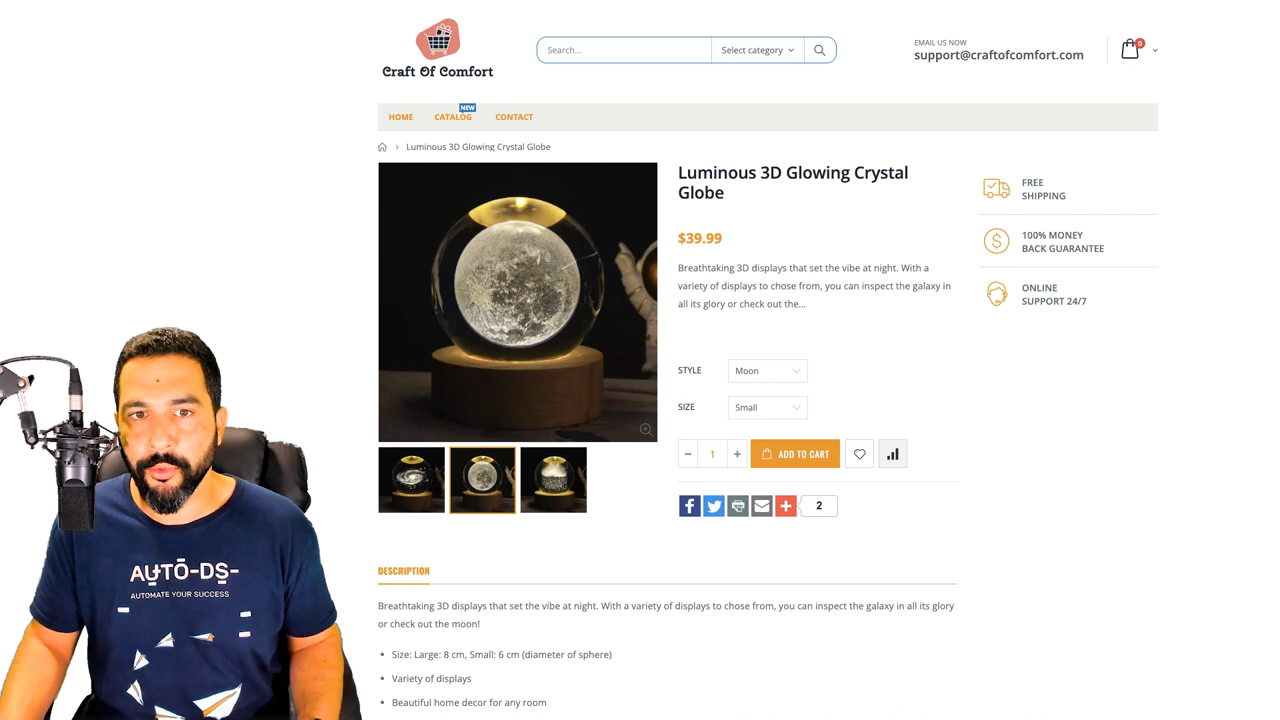 Craft Of Comfort
Search...
Select category
EMAIL US NOW
support@craftofcomfort.com
0
NEW
HOME
CATALOG
CONTACT
Luminous 3D Glowing Crystal Globe
Luminous 3D Glowing Crystal
Globe
$39.99
Breathtaking 3D displays that set the vibe at night. With a
variety of displays to chose from, you can inspect the galaxy in
all its glory or check out the...
STYLE
Moon
SIZE
Small
1
ADD TO CART
2
FREE
SHIPPING
100% MONEY
BACK GUARANTEE
ONLINE
SUPPORT 24/7
DESCRIPTION
Breathtaking 3D displays that set the vibe at night. With a variety of displays to chose from, you can inspect the galaxy in all its glory
or check out the moon!
Size: Large: 8 cm, Small: 6 cm (diameter of sphere)
Variety of displays
Beautiful home decor for any room
AUTO-DS-
AUTOMATE YOUR SUCCESS